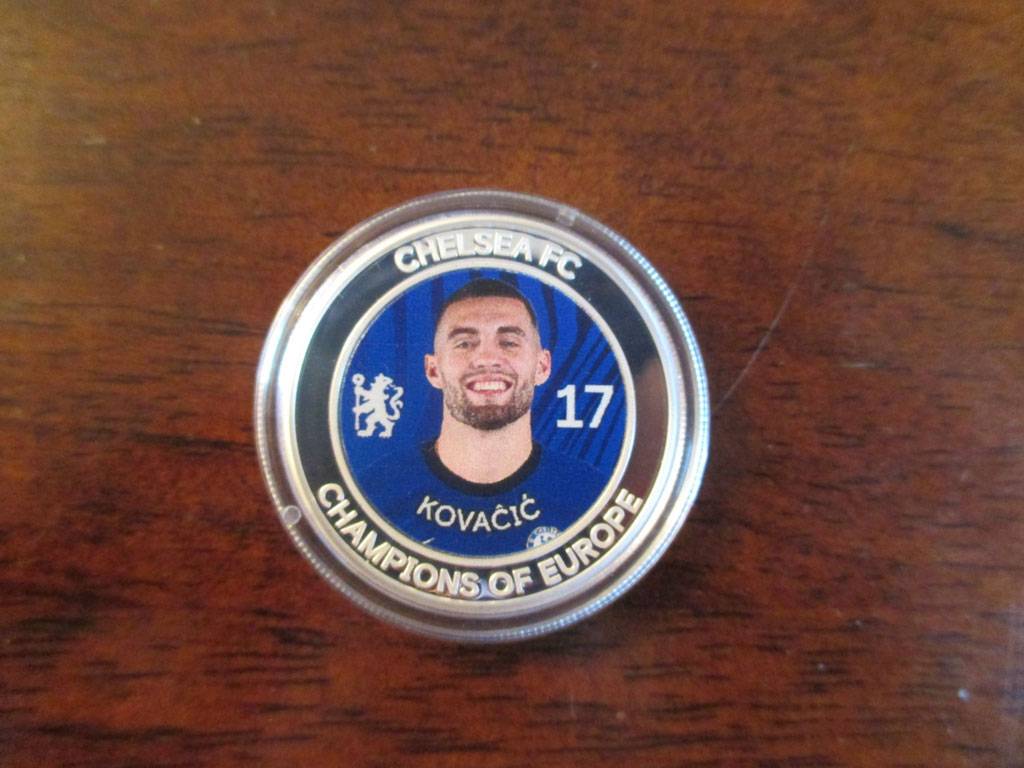 CHELSEA FC
17
KOVAČIĆ
CHAMPIONS OF EUROPE